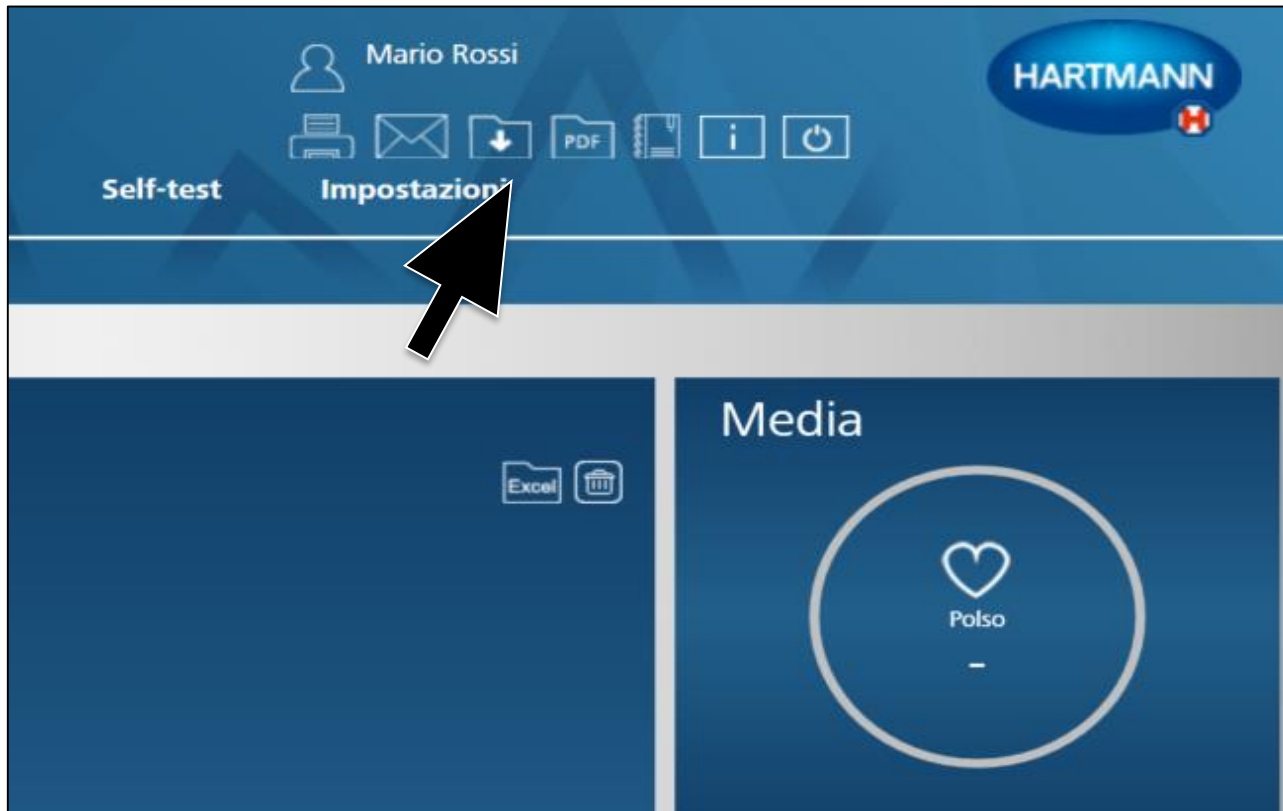 Mario Rossi
HARTMANN
PDF
i
Self-test
Impostazioni
Excel
Media
Polso
–